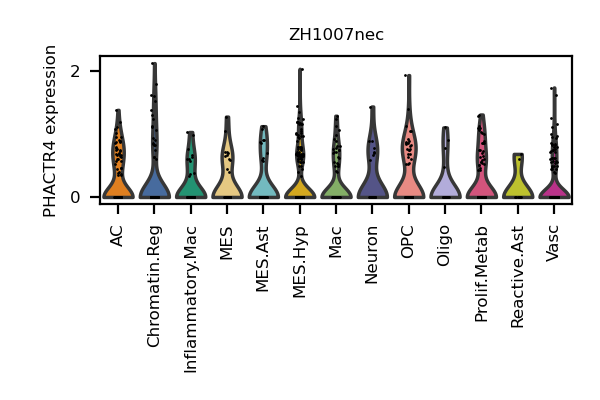 ZH1007nec
PHACTR4 expression
2
0
AC
Chromatin.Reg
Inflammatory.Mac
MES
MES.Ast
MES.Hyp
Mac
Neuron
OPC
Oligo
Prolif.Metab
Reactive.Ast
Vasc